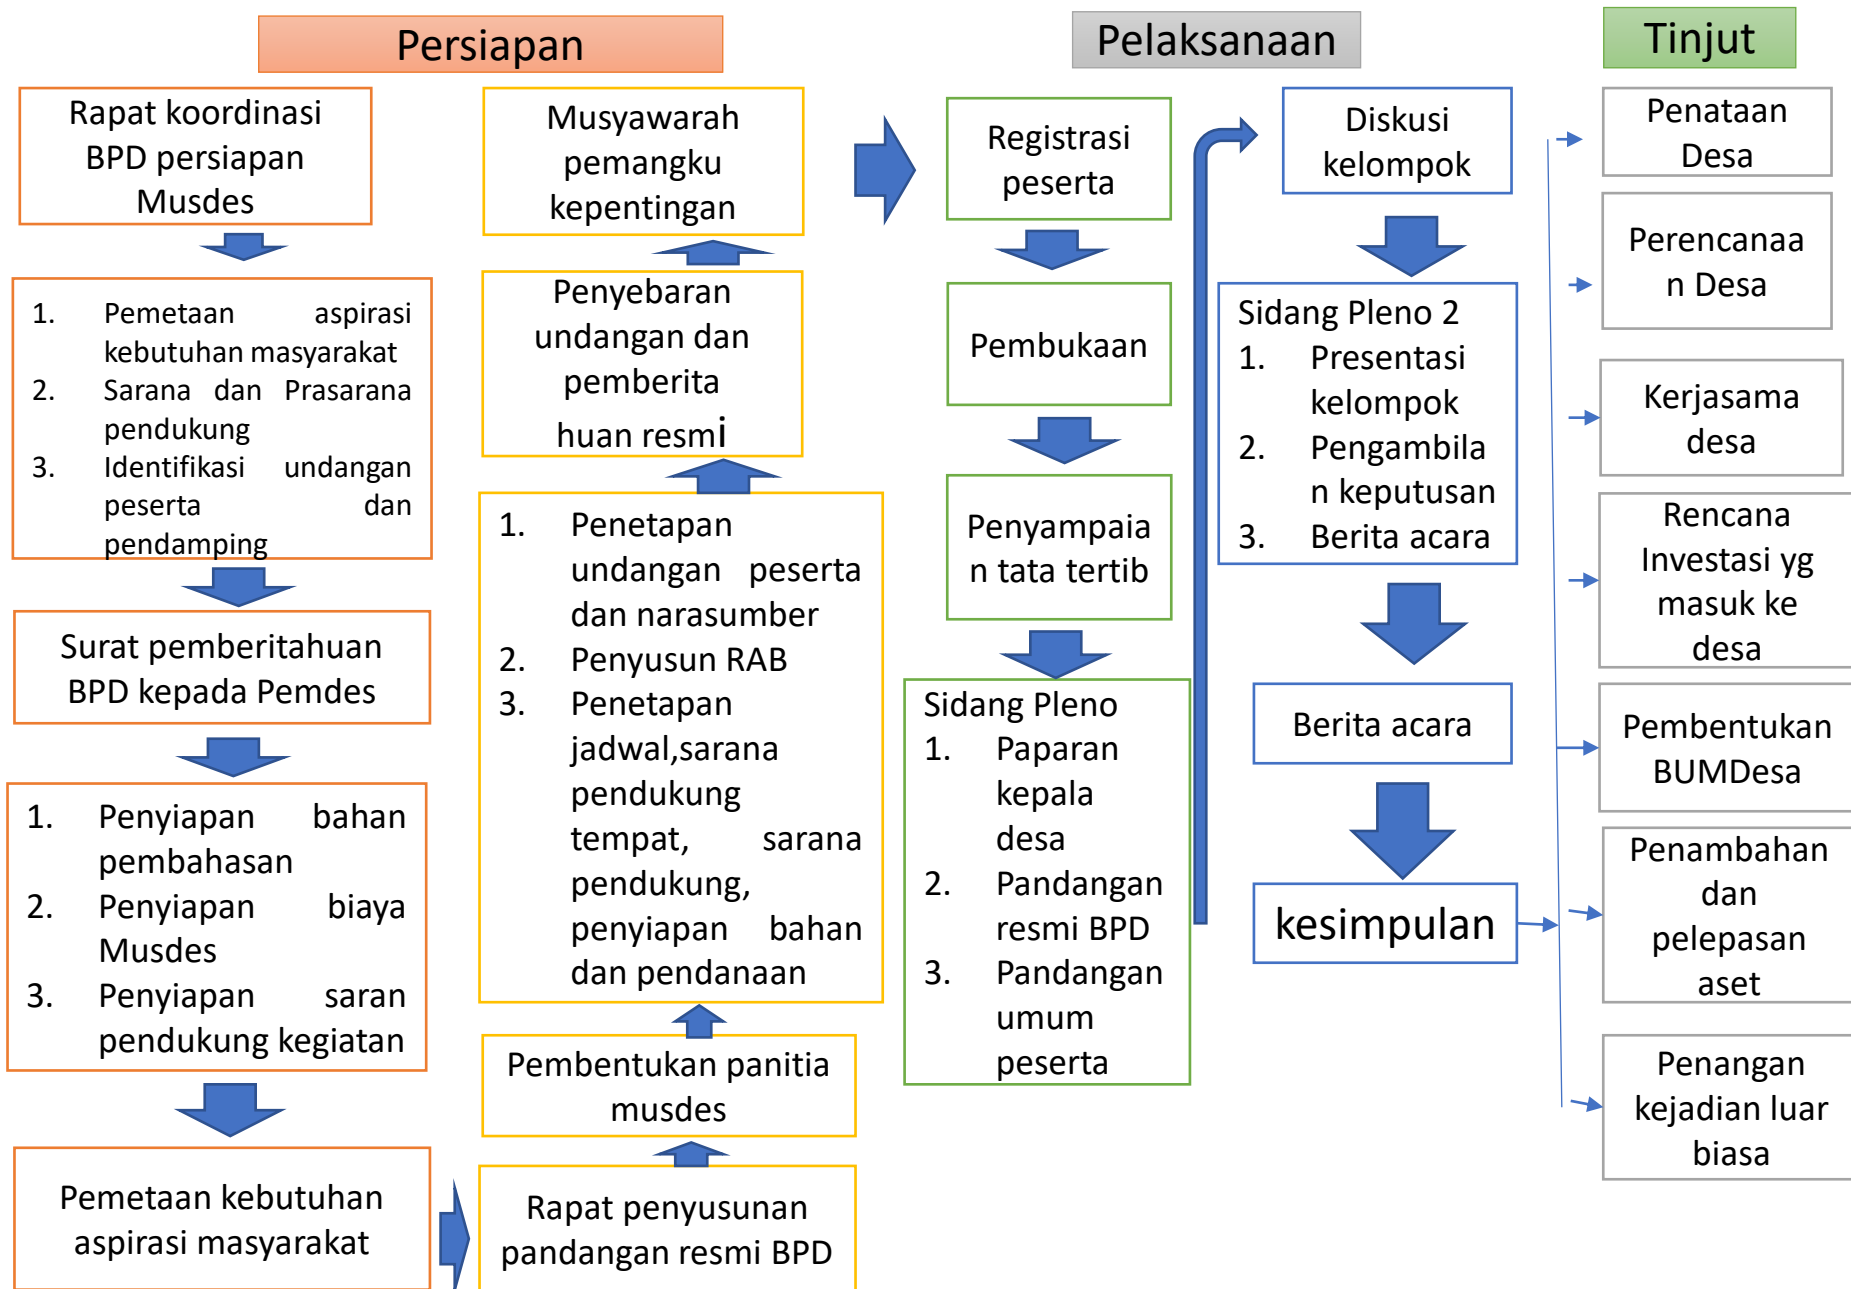 Persiapan
Pelaksanaan
Tinjut
Rapat koordinasi
BPD persiapan
Musdes
1. Pemetaan aspirasi
kebutuhan masyarakat
2. Sarana dan Prasarana
pendukung
3. Identifikasi undangan
peserta dan
pendamping
Surat pemberitahuan
BPD kepada Pemdes
1. Penyiapan bahan
pembahasan
2. Penyiapan biaya
Musdes
3. Penyiapan saran
pendukung kegiatan
Pemetaan kebutuhan
aspirasi masyarakat
Rapat penyusunan
pandangan resmi BPD
Pembentukan panitia
musdes
1. Penetapan
undangan peserta
dan narasumber
2. Penyusun RAB
3. Penetapan
jadwal,sarana
pendukung
tempat, sarana
pendukung,
penyiapan bahan
dan pendanaan
Penyebaran
undangan dan
pemberita
huan resmi
Musyawarah
pemangku
kepentingan
Registrasi
peserta
Pembukaan
Penyampaia
n tata tertib
Sidang Pleno
1. Paparan
kepala
desa
2. Pandangan
resmi BPD
3. Pandangan
umum
peserta
Diskusi
kelompok
Sidang Pleno 2
1. Presentasi
kelompok
2. Pengambila
n keputusan
3. Berita acara
Berita acara
kesimpulan
Penataan
Desa
Perencanaa
n Desa
Kerjasama
desa
Rencana
Investasi yg
masuk ke
desa
Pembentukan
BUMDesa
Penambahan
dan
pelepasan
aset
Penangan
kejadian luar
biasa